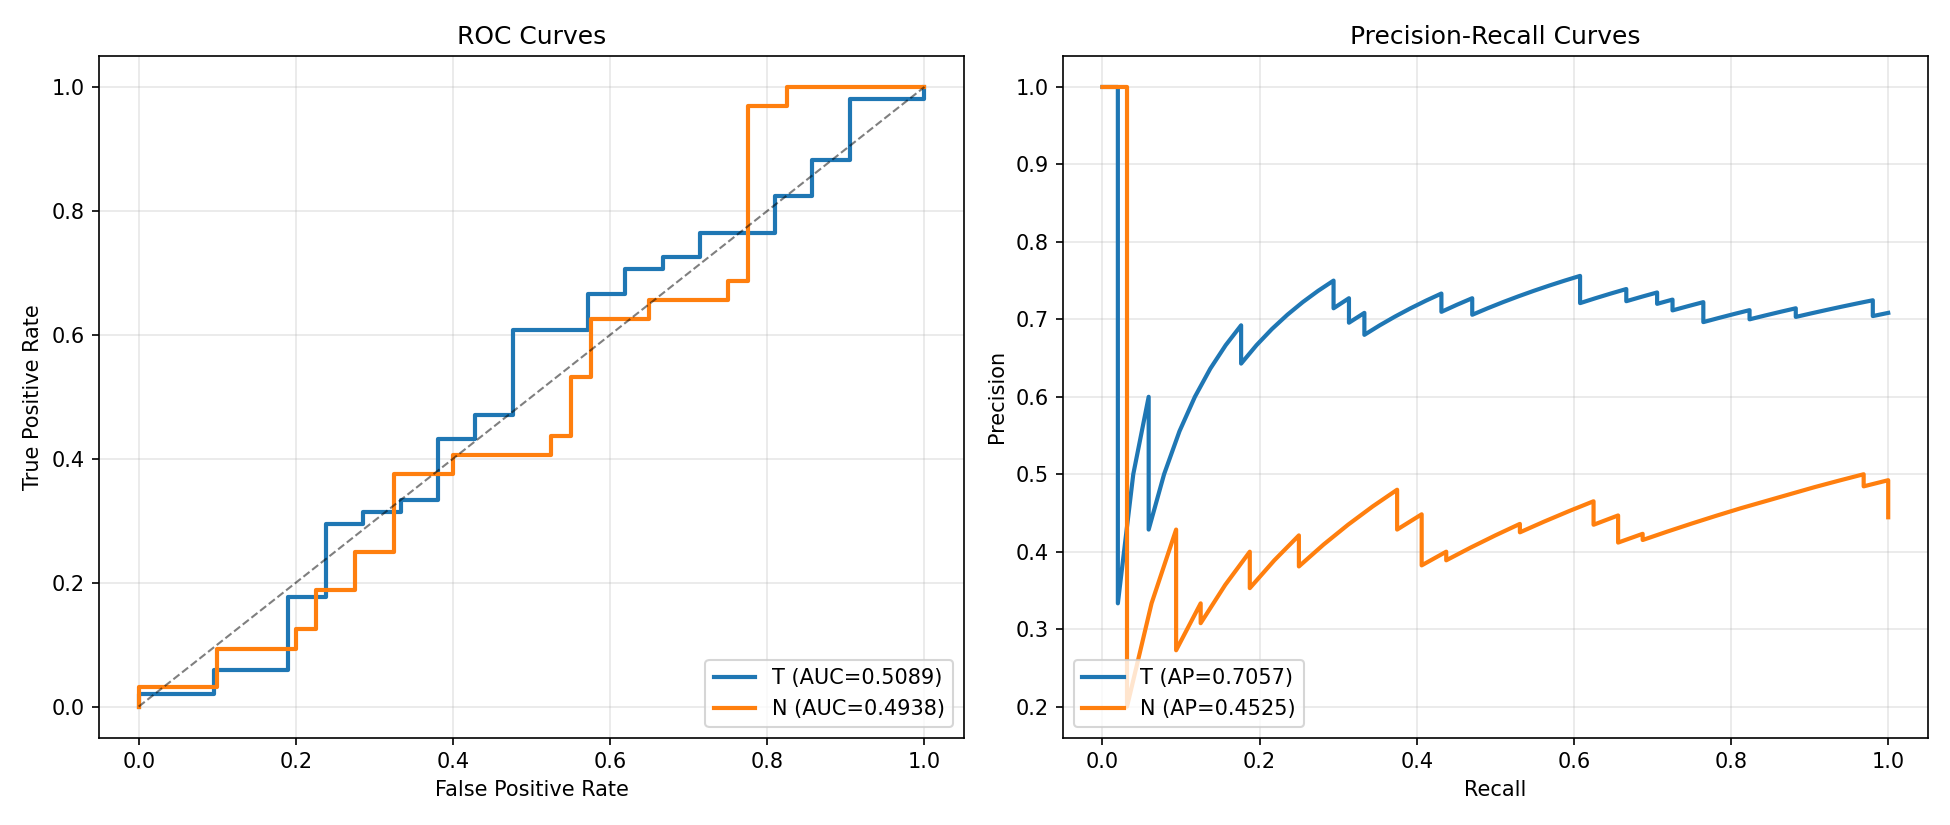 ROC Curves
True Positive Rate
1.0
0.8
0.6
0.4
0.2
0.0
0.0 0.2 0.4 0.6 0.8 1.0
False Positive Rate
T (AUC=0.5089)
N (AUC=0.4938)
Precision-Recall Curves
Precision
1.0
0.9
0.8
0.7
0.6
0.5
0.4
0.3
0.2
0.0 0.2 0.4 0.6 0.8 1.0
Recall
T (AP=0.7057)
N (AP=0.4525)